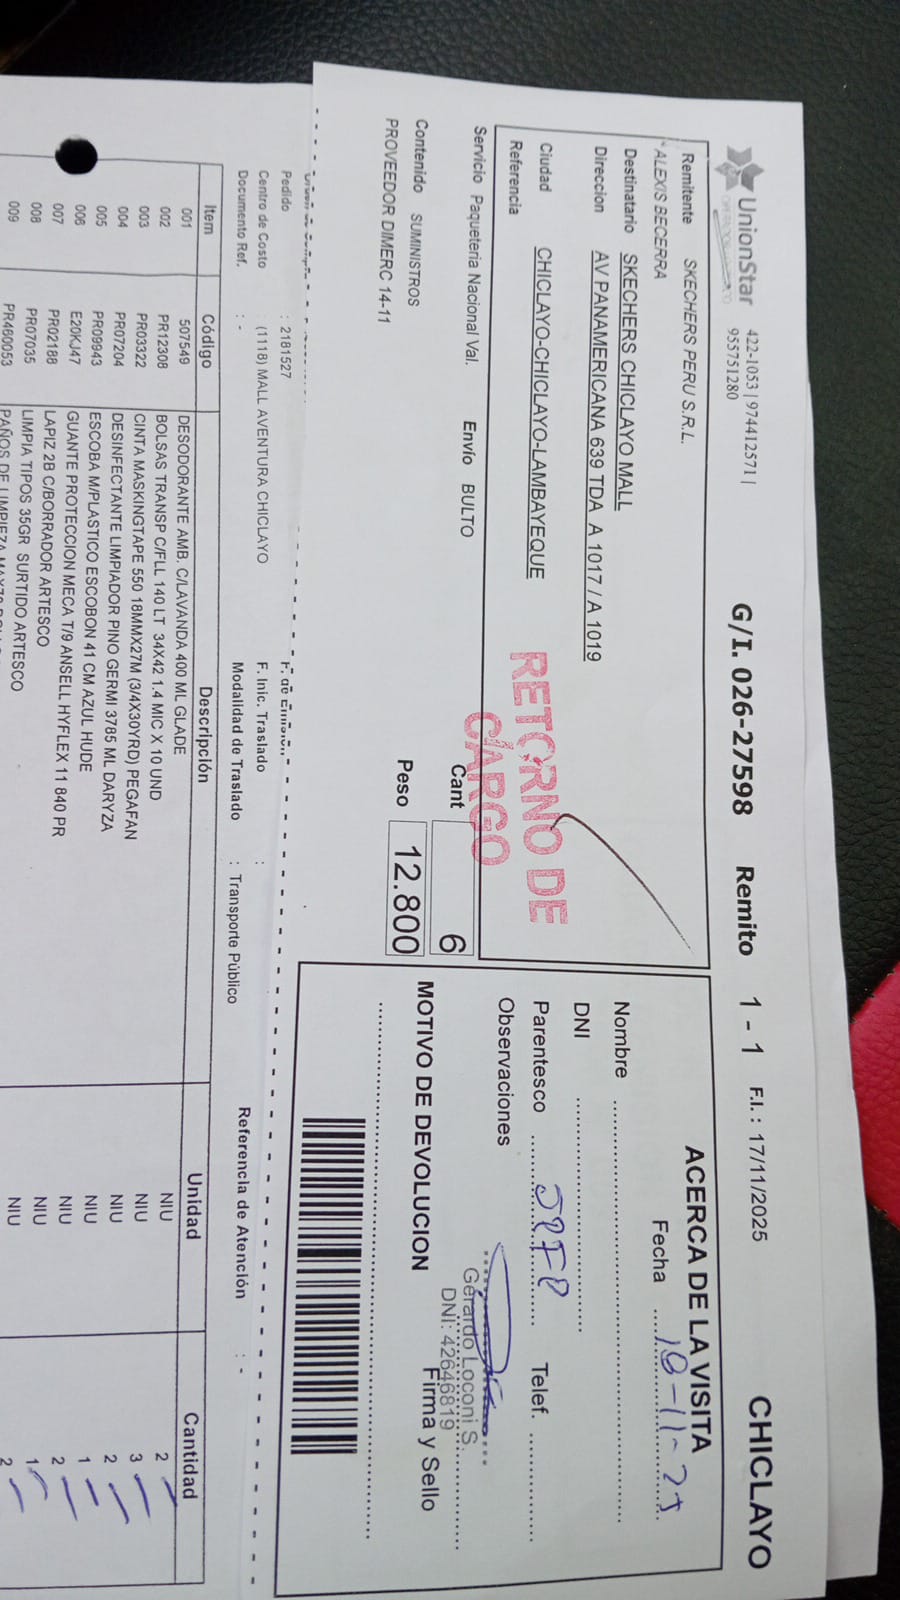 UnionStar 422-1053 | 974412571 |
955751280
G/I. 026-27598 Remito 1 - 1 F.I. : 17/11/2025 CHICLAYO
Remitente SKECHERS PERU S.R.L.
* ALEXIS BECERRA
Destinatario SKECHERS CHICLAYO MALL
Direccion AV PANAMERICANA 639 TDA A 1017 / A 1019
Ciudad CHICLAYO-CHICLAYO-LAMBAYEQUE
Referencia
RETORNO DE
CARGO
Servicio Paqueteria Nacional Val. Envío BULTO Cant 6
Contenido SUMINISTROS Peso 12.800
PROVEEDOR DIMERC 14-11
ACERCA DE LA VISITA
Fecha 18-11-25
Nombre
DNI
Parentesco Telef.
Observaciones
Gerardo Loconi S.
DNI: 42646819
Firma y Sello
MOTIVO DE DEVOLUCION
F. de Emisión
Pedido : 2181527 F. Inic. Traslado :
Centro de Costo : (1118) MALL AVENTURA CHICLAYO Modalidad de Traslado : Transporte Público
Documento Ref. : - Referencia de Atención : -
Item Código Descripción Unidad Cantidad
001 507549 DESODORANTE AMB. C/LAVANDA 400 ML GLADE NIU 2
002 PR12308 BOLSAS TRANSP C/FLL 140 LT 34X42 1.4 MIC X 10 UND NIU 3
003 PR03322 CINTA MASKINGTAPE 550 18MMX27M (3/4X30YRD) PEGAFAN NIU 2
004 PR07204 DESINFECTANTE LIMPIADOR PINO GERMI 3785 ML DARYZA NIU 1
005 PR09943 ESCOBA M/PLASTICO ESCOBON 41 CM AZUL HUDE NIU 2
006 E20KJ47 GUANTE PROTECCION MECA T/9 ANSELL HYFLEX 11 840 PR NIU 1
007 PR02188 LAPIZ 2B C/BORRADOR ARTESCO NIU 2
008 PR07035 LIMPIA TIPOS 35GR SURTIDO ARTESCO
009 PR460053 PAÑOS DE LIMPIEZA